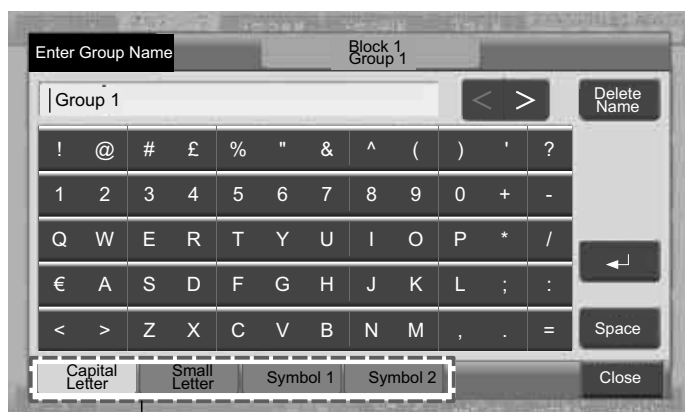 Enter Group Name
Block 1
Group 1
Group 1
< >
Delete
Name
! @ # £ % " & ^ ( ) ' ?
1 2 3 4 5 6 7 8 9 0 + -
Q W E R T Y U I O P * /
€ A S D F G H J K L ; :
< > Z X C V B N M , . =
Space
Capital
Letter
Small
Letter
Symbol 1
Symbol 2
Close